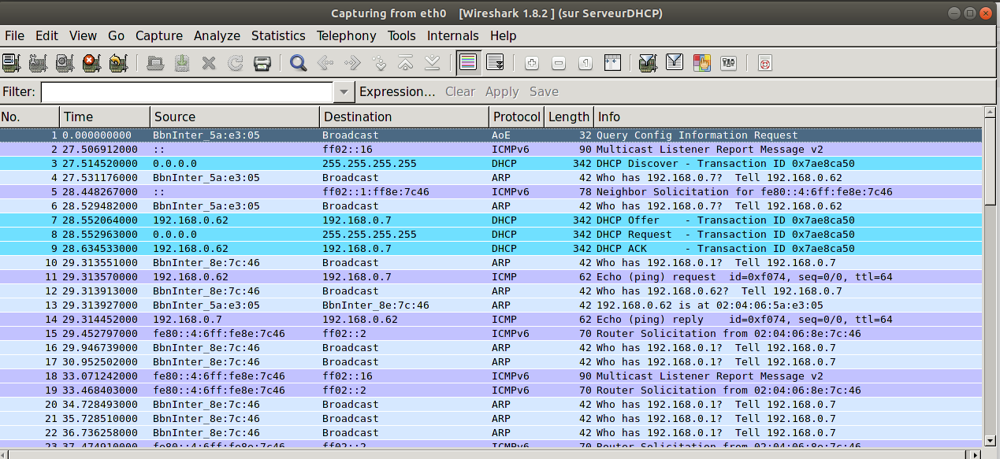 Capturing from eth0 [Wireshark 1.8.2 ] (sur ServeurDHCP)
File Edit View Go Capture Analyze Statistics Telephony Tools Internals Help
Filter: Expression... Clear Apply Save
No. Time Source Destination Protocol Length Info
1 0.000000000 BbnInter_5a:e3:05 Broadcast AoE 32 Query Config Information Request
2 27.506912000 :: ff02::16 ICMPv6 90 Multicast Listener Report Message v2
3 27.514520000 0.0.0.0 255.255.255.255 DHCP 342 DHCP Discover - Transaction ID 0x7ae8ca50
4 27.531176000 BbnInter_5a:e3:05 Broadcast ARP 42 Who has 192.168.0.7? Tell 192.168.0.62
5 28.448267000 :: ff02::1:ff8e:7c46 ICMPv6 78 Neighbor Solicitation for fe80::4:6ff:fe8e:7c46
6 28.529482000 BbnInter_5a:e3:05 Broadcast ARP 42 Who has 192.168.0.7? Tell 192.168.0.62
7 28.552064000 192.168.0.62 192.168.0.7 DHCP 342 DHCP Offer - Transaction ID 0x7ae8ca50
8 28.552963000 0.0.0.0 255.255.255.255 DHCP 342 DHCP Request - Transaction ID 0x7ae8ca50
9 28.634533000 192.168.0.62 192.168.0.7 DHCP 342 DHCP ACK - Transaction ID 0x7ae8ca50
10 29.313551000 BbnInter_8e:7c:46 Broadcast ARP 42 Who has 192.168.0.1? Tell 192.168.0.7
11 29.313570000 192.168.0.62 192.168.0.7 ICMP 62 Echo (ping) request id=0xf074, seq=0/0, ttl=64
12 29.313913000 BbnInter_8e:7c:46 Broadcast ARP 42 Who has 192.168.0.62? Tell 192.168.0.7
13 29.313927000 BbnInter_5a:e3:05 BbnInter_8e:7c:46 ARP 42 192.168.0.62 is at 02:04:06:5a:e3:05
14 29.314452000 192.168.0.7 192.168.0.62 ICMP 62 Echo (ping) reply id=0xf074, seq=0/0, ttl=64
15 29.452797000 fe80::4:6ff:fe8e:7c46 ff02::2 ICMPv6 70 Router Solicitation from 02:04:06:8e:7c:46
16 29.946739000 BbnInter_8e:7c:46 Broadcast ARP 42 Who has 192.168.0.1? Tell 192.168.0.7
17 30.952502000 BbnInter_8e:7c:46 Broadcast ARP 42 Who has 192.168.0.1? Tell 192.168.0.7
18 33.071242000 fe80::4:6ff:fe8e:7c46 ff02::16 ICMPv6 90 Multicast Listener Report Message v2
19 33.468403000 fe80::4:6ff:fe8e:7c46 ff02::2 ICMPv6 70 Router Solicitation from 02:04:06:8e:7c:46
20 34.728493000 BbnInter_8e:7c:46 Broadcast ARP 42 Who has 192.168.0.1? Tell 192.168.0.7
21 35.728510000 BbnInter_8e:7c:46 Broadcast ARP 42 Who has 192.168.0.1? Tell 192.168.0.7
22 36.736258000 BbnInter_8e:7c:46 Broadcast ARP 42 Who has 192.168.0.1? Tell 192.168.0.7
23 37.474910000 fe80::4:6ff:fe8e:7c46 ff02::2 ICMPv6 70 Router Solicitation from 02:04:06:8e:7c:46